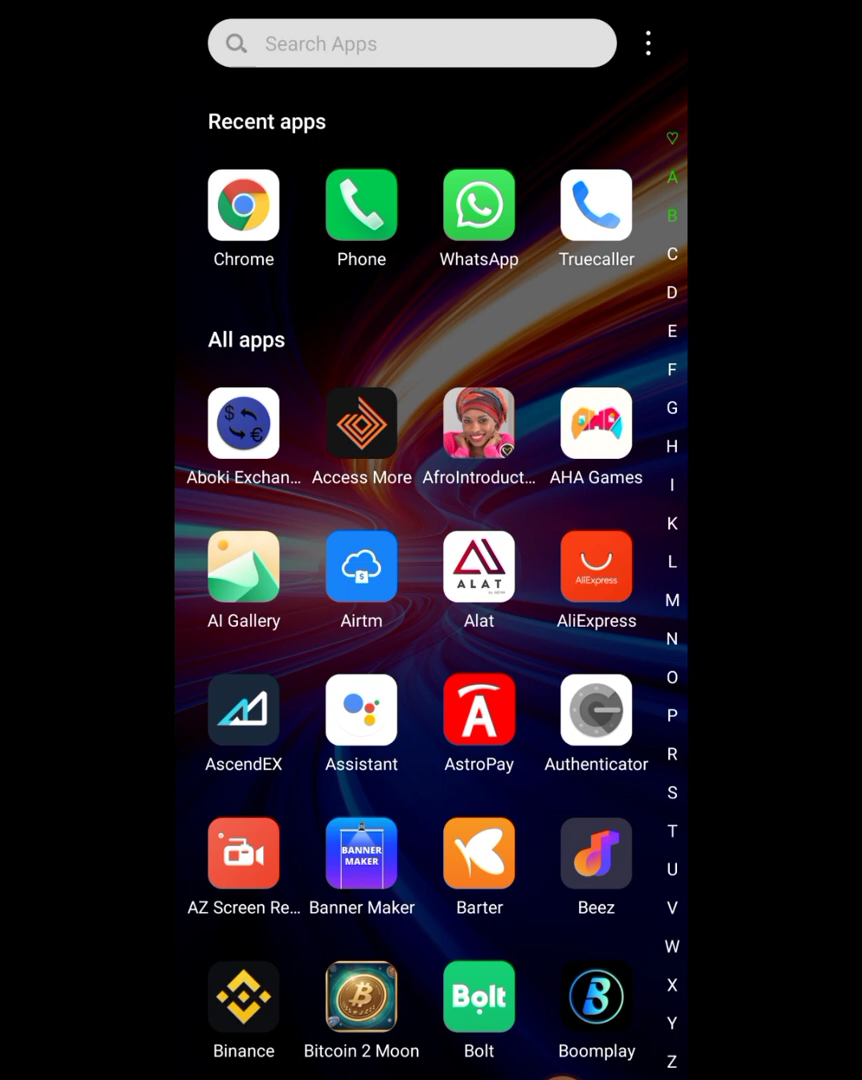 Search Apps
Recent apps
Chrome Phone WhatsApp Truecaller
All apps
$ €
AHA
Aboki Exchan... Access More AfroIntroduct... AHA Games
$
ALAT
AliExpress
AI Gallery Airtm Alat AliExpress
A
AscendEX Assistant AstroPay Authenticator
BANNER
MAKER
AZ Screen Re... Banner Maker Barter Beez
Bolt
B
Binance Bitcoin 2 Moon Bolt Boomplay
A
B
C
D
E
F
G
H
I
K
L
M
N
O
P
R
S
T
U
V
W
X
Y
Z